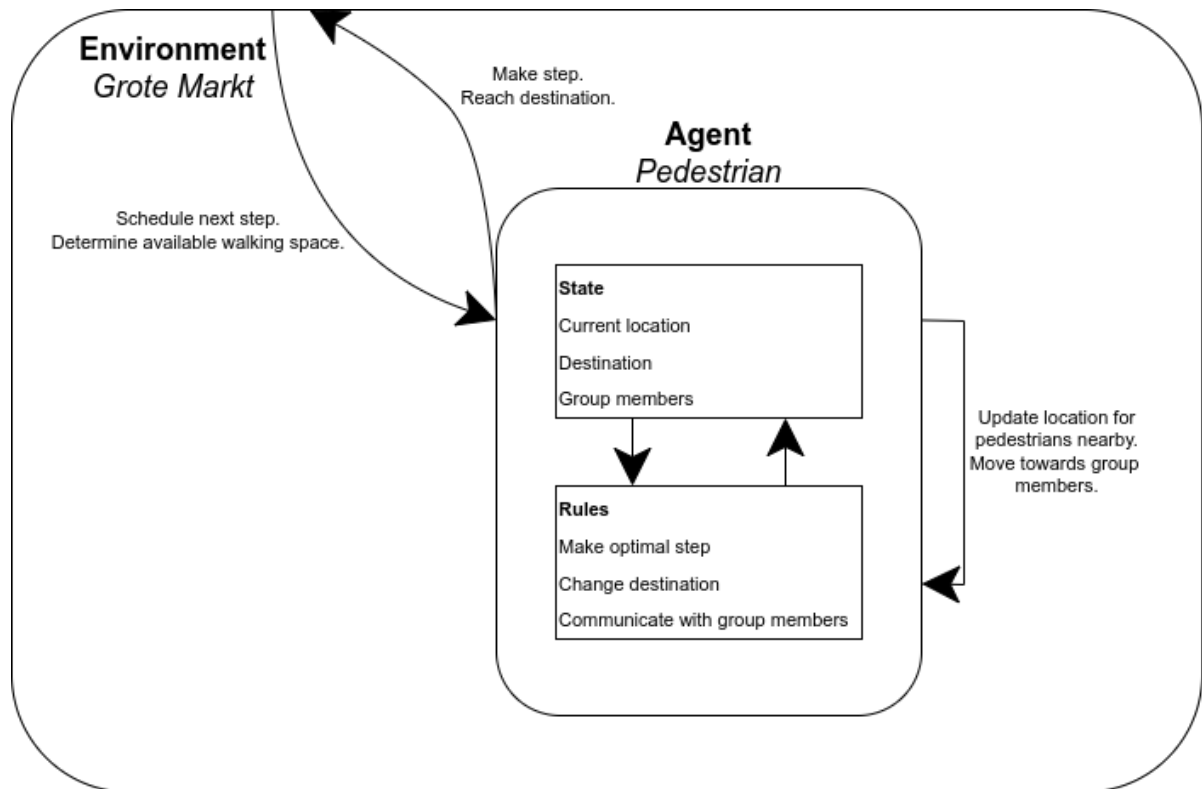 Environment
Grote Markt
Make step.
Reach destination.
Agent
Pedestrian
Schedule next step.
Determine available walking space.
State
Current location
Destination
Group members
Update location for
pedestrians nearby.
Move towards group
members.
Rules
Make optimal step
Change destination
Communicate with group members